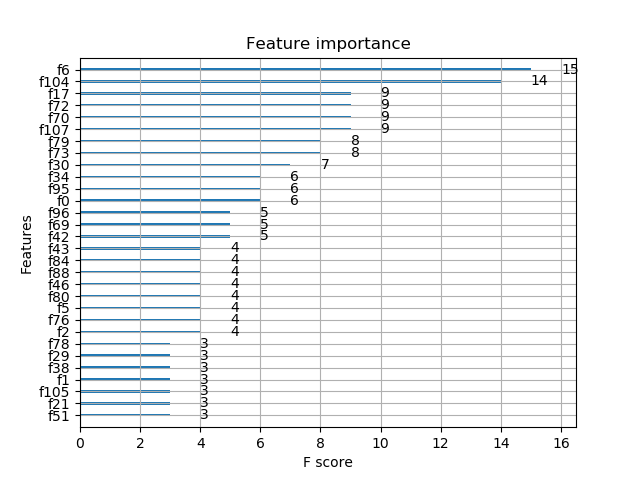 Feature importance
f6 15
f104 14
f17 9
f72 9
f70 9
f107 9
f79 8
f73 8
f30 7
f34 6
f95 6
f0 6
f96 5
f69 5
f42 5
f43 4
f84 4
f88 4
f46 4
f80 4
f5 4
f76 4
f2 4
f78 3
f29 3
f38 3
f1 3
f105 3
f21 3
f51 3
Features
0 2 4 6 8 10 12 14 16
F score